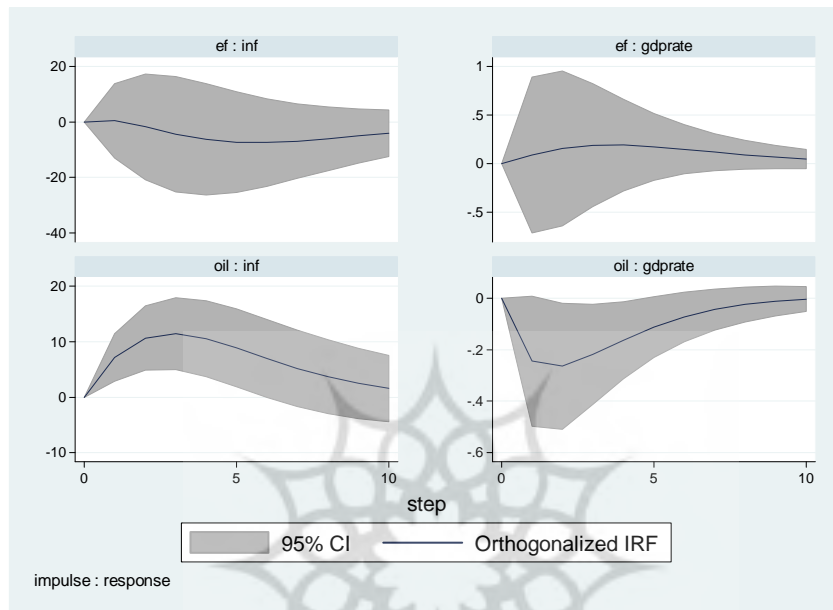 ef : inf
20
0
-20
-40
ef : gdprate
1
.5
0
-.5
oil : inf
20
10
0
-10
0 5 10
oil : gdprate
0
-.2
-.4
-.6
0 5 10
step
95% CI Orthogonalized IRF
impulse : response